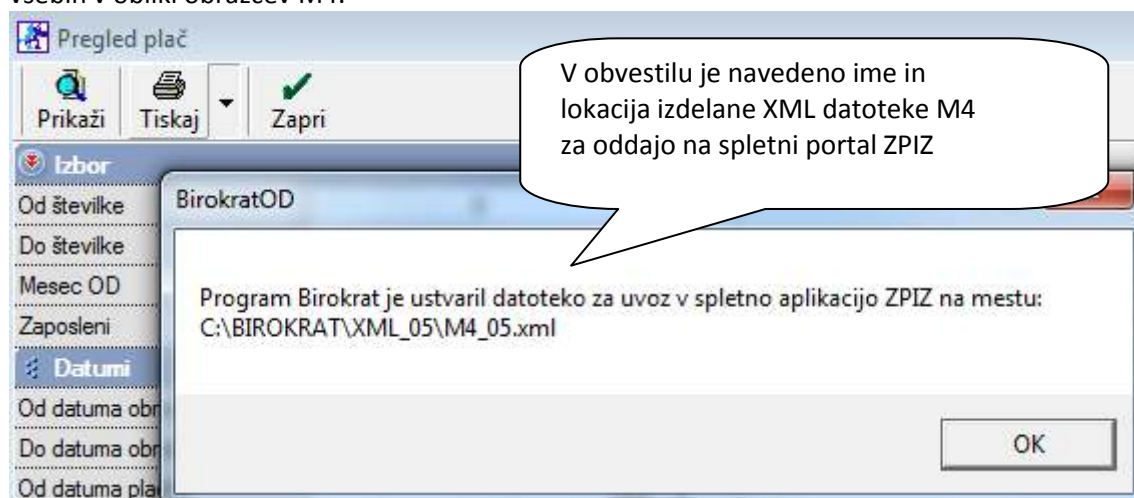 Pregled plač
Prikaži
Tiskaj
Zapri
V obvestilu je navedeno ime in
lokacija izdelane XML datoteke M4
za oddajo na spletni portal ZPIZ
Izbor
Od številke
Do številke
Mesec OD
Zaposleni
Datumi
Od datuma obr
Do datuma obr
Od datuma pla
BirokratOD
Program Birokrat je ustvaril datoteko za uvoz v spletno aplikacijo ZPIZ na mestu:
C:\BIROKRAT\XML_05\M4_05.xml
OK